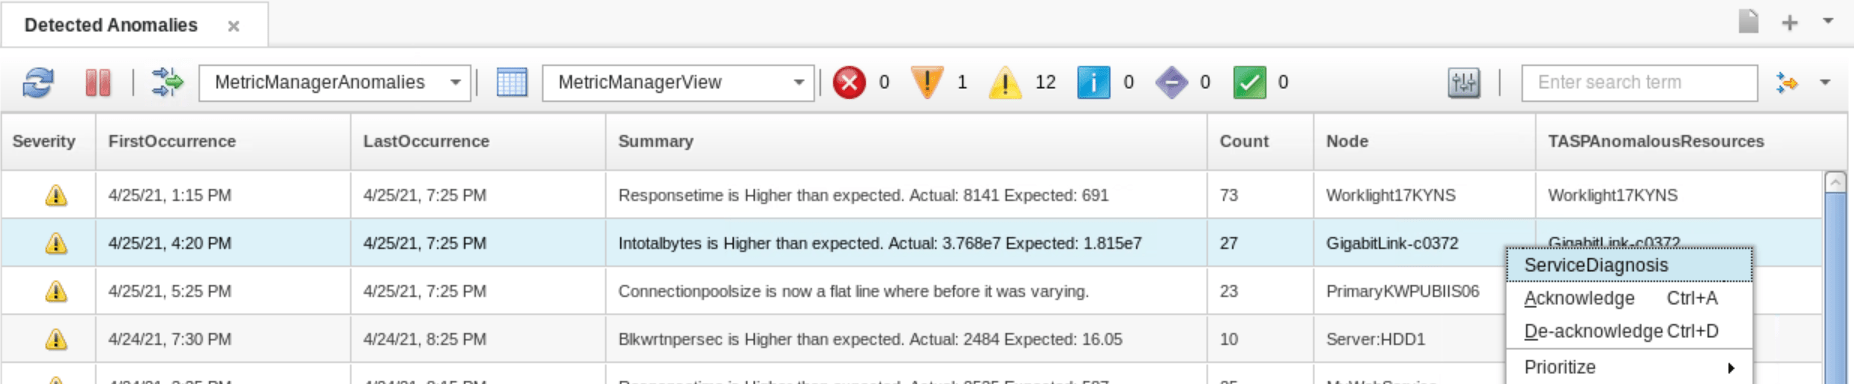 Detected Anomalies
MetricManagerAnomalies MetricManagerView 0 1 12 0 0 0 Enter search term
Severity FirstOccurrence LastOccurrence Summary Count Node TASPAnomalousResources
4/25/21, 1:15 PM 4/25/21, 7:25 PM Responsetime is Higher than expected. Actual: 8141 Expected: 691 73 Worklight17KYNS Worklight17KYNS
4/25/21, 4:20 PM 4/25/21, 7:25 PM Intotalbytes is Higher than expected. Actual: 3.768e7 Expected: 1.815e7 27 GigabitLink-c0372 GigabitLink-c0372
ServiceDiagnosis
4/25/21, 5:25 PM 4/25/21, 7:25 PM Connectionpoolsize is now a flat line where before it was varying. 23 PrimaryKWPUBIIS06
Acknowledge Ctrl+A
De-acknowledge Ctrl+D
4/24/21, 7:30 PM 4/24/21, 8:25 PM Blkwrtnpersec is Higher than expected. Actual: 2484 Expected: 16.05 10 Server:HDD1
Prioritize